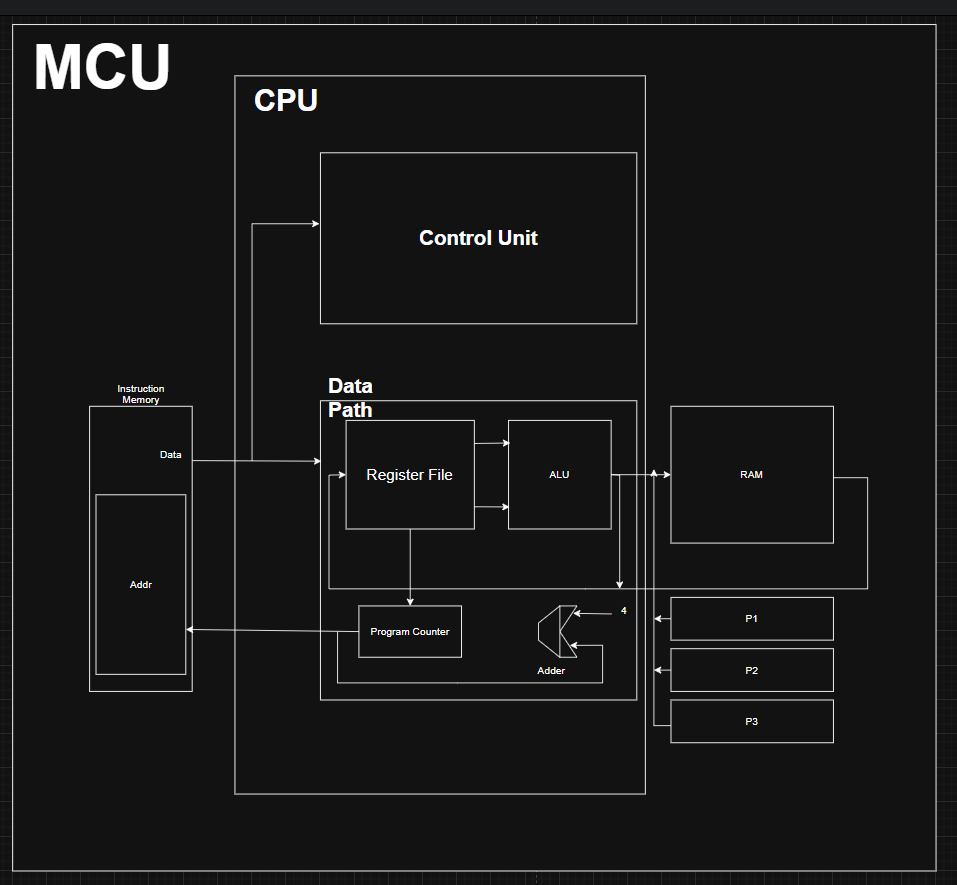 MCU
CPU
Control Unit
Instruction
Memory
Data
Data
Path
Register File
ALU
RAM
Addr
4
P1
Program Counter
Adder
P2
P3